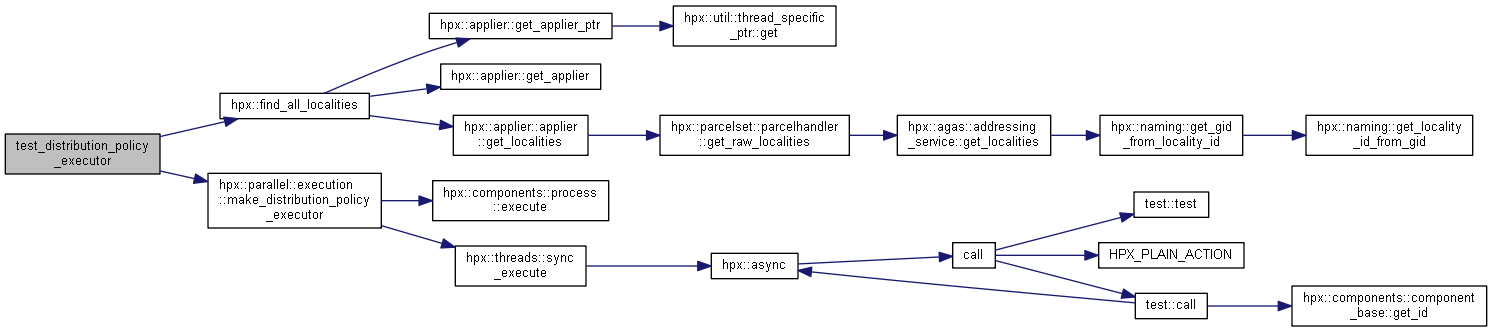 test_distribution_policy
_executor
hpx::find_all_localities
hpx::applier::get_applier_ptr
hpx::util::thread_specific
_ptr::get
hpx::applier::get_applier
hpx::applier::applier
::get_localities
hpx::parcelset::parcelhandler
::get_raw_localities
hpx::agas::addressing
_service::get_localities
hpx::naming::get_gid
_from_locality_id
hpx::naming::get_locality
_id_from_gid
hpx::parallel::execution
::make_distribution_policy
_executor
hpx::components::process
::execute
hpx::threads::sync
_execute
hpx::async
call
test::test
HPX_PLAIN_ACTION
test::call
hpx::components::component
_base::get_id